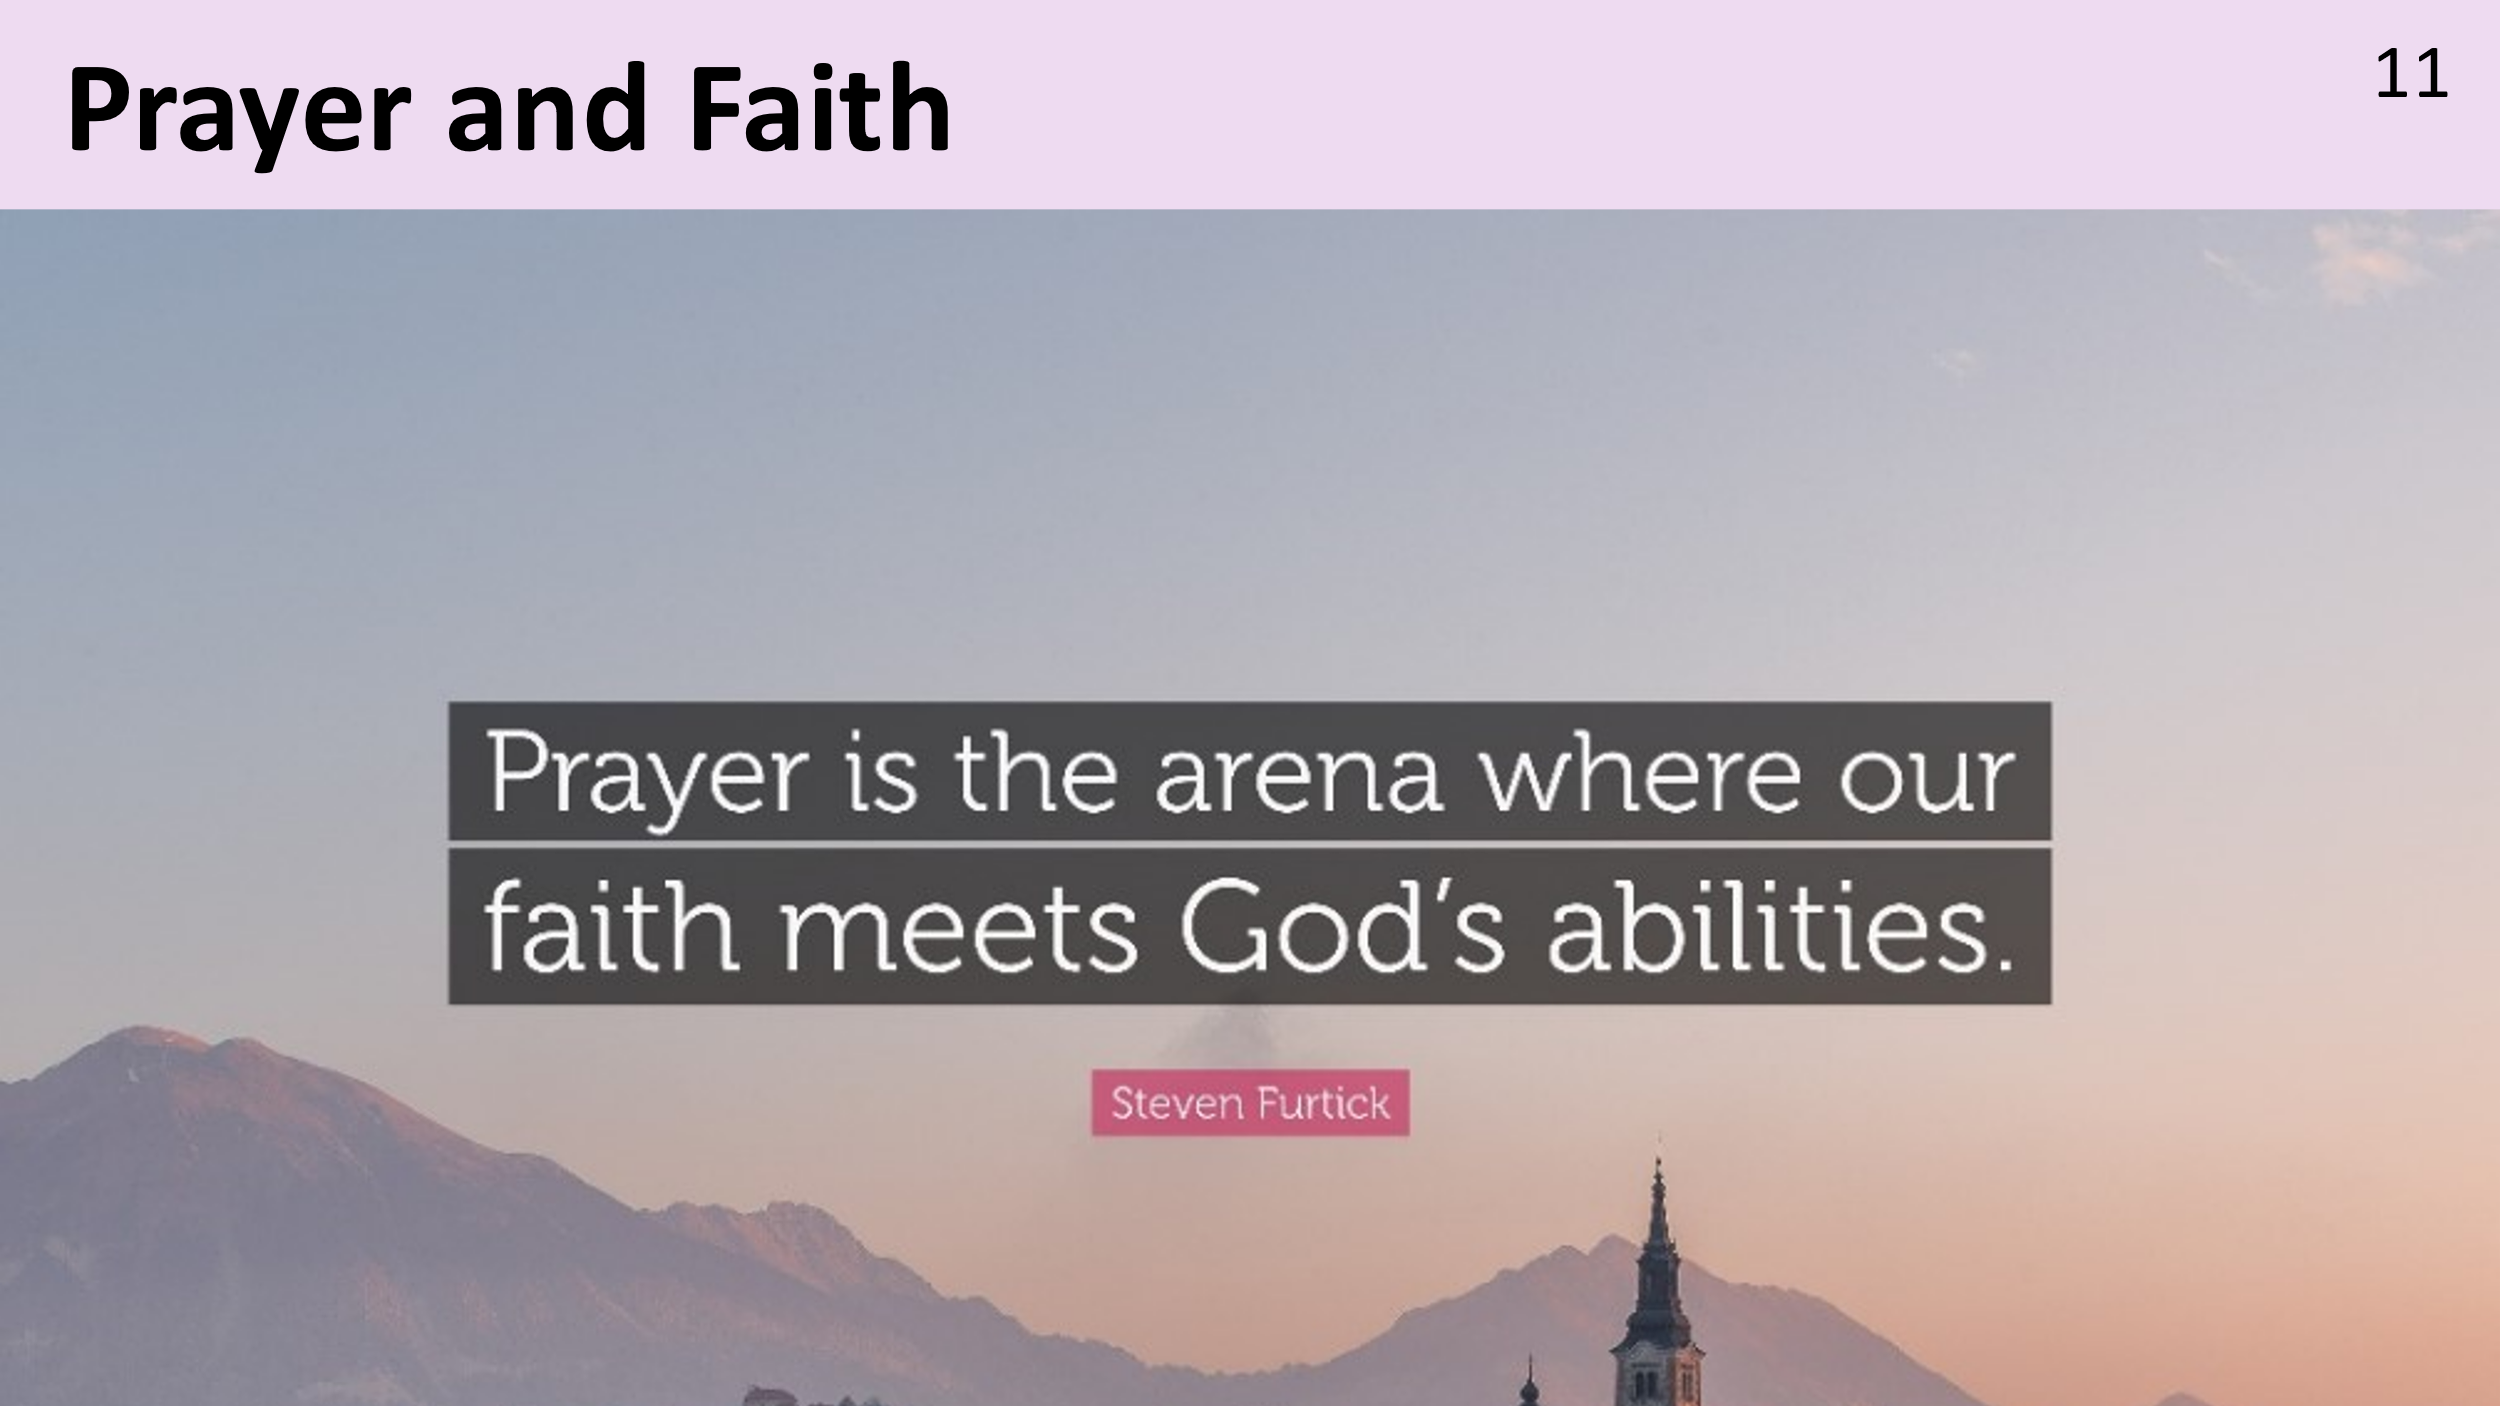 Prayer and Faith
11
Prayer is the arena where our
faith meets God's abilities.
Steven Furtick